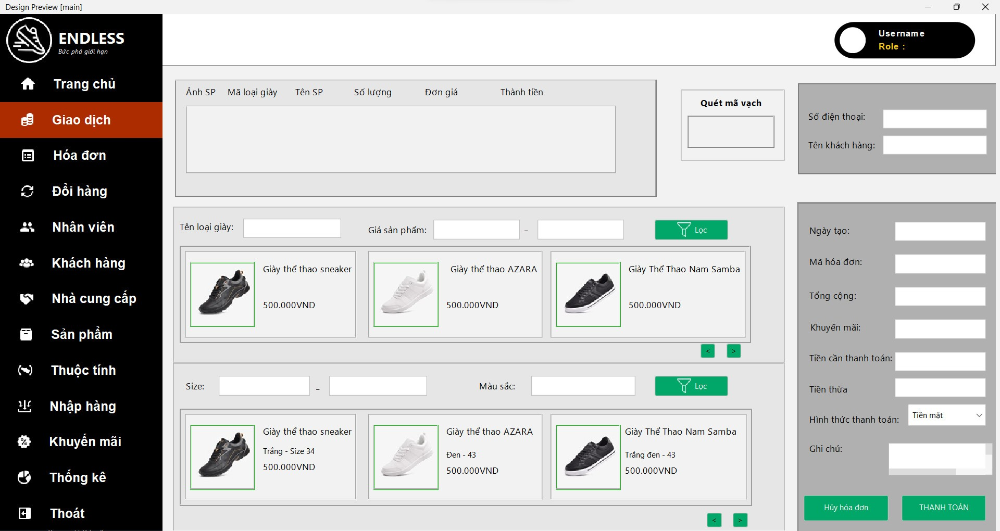 Design Preview [main]
ENDLESS
Bức phá giới hạn
Username
Role :
Trang chủ
Giao dịch
Hóa đơn
Đổi hàng
Nhân viên
Khách hàng
Nhà cung cấp
Sản phẩm
Thuộc tính
Nhập hàng
Khuyến mãi
Thống kê
Thoát
Ảnh SP Mã loại giày Tên SP Số lượng Đơn giá Thành tiền
Quét mã vạch
Số điện thoại:
Tên khách hàng:
Tên loại giày: Giá sản phẩm: – Lọc
Giày thể thao sneaker
500.000VND
Giày thể thao AZARA
500.000VND
Giày Thể Thao Nam Samba
500.000VND
< >
Size: _ Màu sắc: Lọc
Giày thể thao sneaker
Trắng - Size 34
500.000VND
Giày thể thao AZARA
Đen - 43
500.000VND
Giày Thể Thao Nam Samba
Trắng đen - 43
500.000VND
< >
Ngày tạo:
Mã hóa đơn:
Tổng cộng:
Khuyến mãi:
Tiền cần thanh toán:
Tiền thừa
Hình thức thanh toán: Tiền mặt
Ghi chú:
Hủy hóa đơn THANH TOÁN